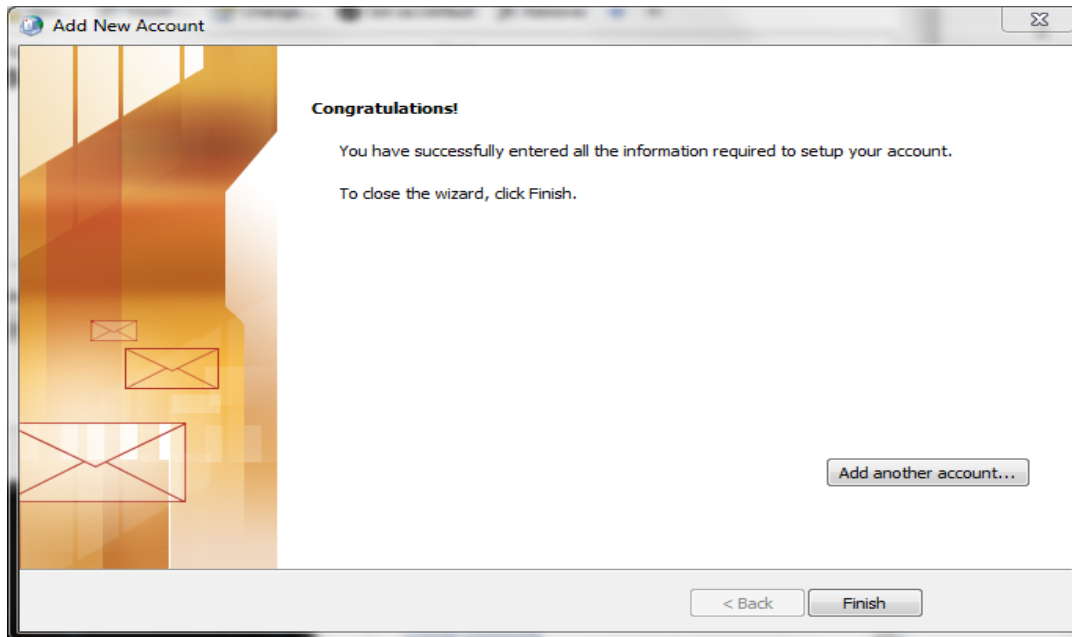 Add New Account
Congratulations!
You have successfully entered all the information required to setup your account.
To close the wizard, click Finish.
Add another account...
< Back
Finish